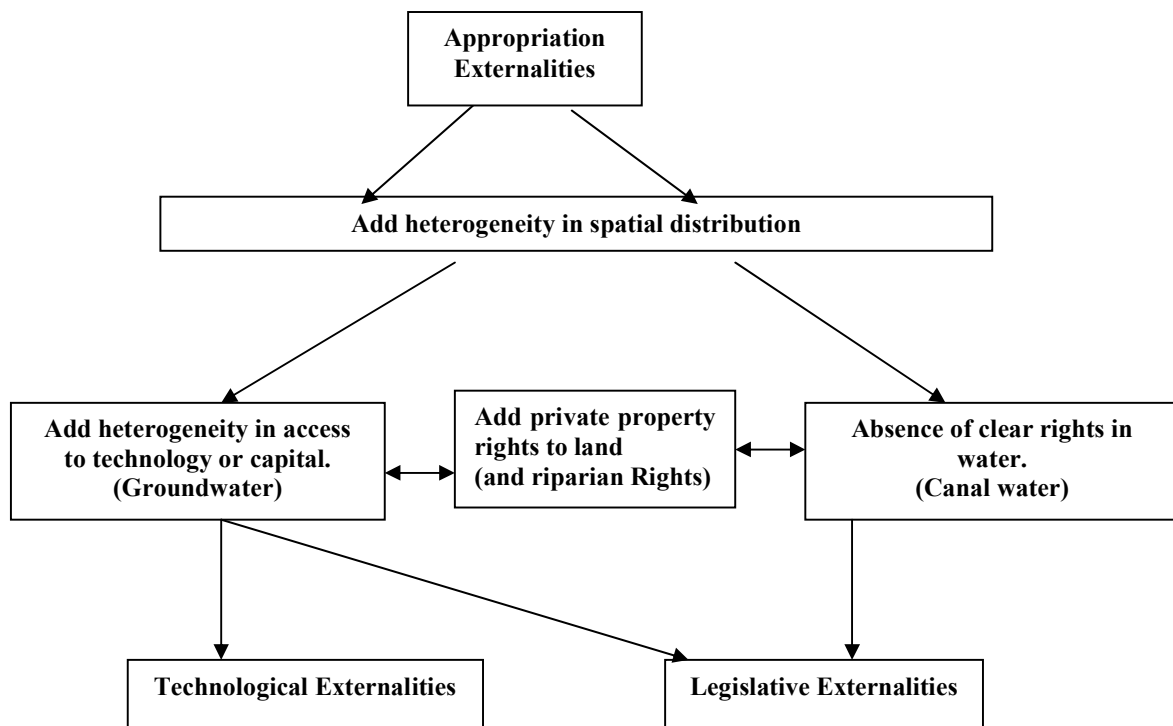 Appropriation
Externalities
Add heterogeneity in spatial distribution
Add heterogeneity in access
to technology or capital.
(Groundwater)
Add private property
rights to land
(and riparian Rights)
Absence of clear rights in
water.
(Canal water)
Technological Externalities
Legislative Externalities